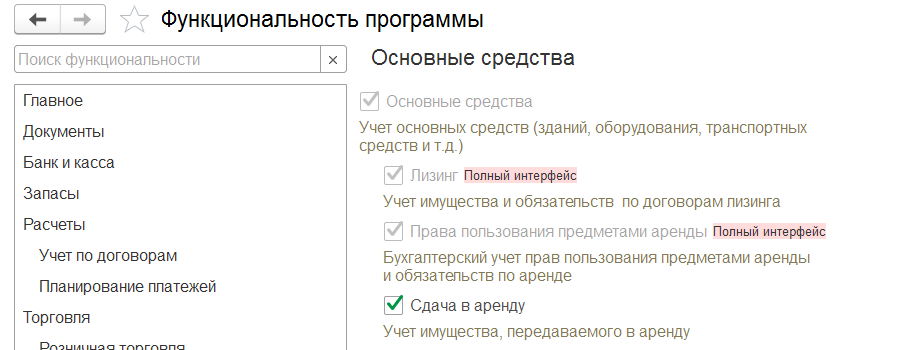 Функциональность программы
Поиск функциональности
Главное
Документы
Банк и касса
Запасы
Расчеты
Учет по договорам
Планирование платежей
Торговля
Розничная торговля
Основные средства
Основные средства
Учет основных средств (зданий, оборудования, транспортных
средств и т.д.)
Лизинг Полный интерфейс
Учет имущества и обязательств по договорам лизинга
Права пользования предметами аренды Полный интерфейс
Бухгалтерский учет прав пользования предметами аренды
и обязательств по аренде
Сдача в аренду
Учет имущества, передаваемого в аренду